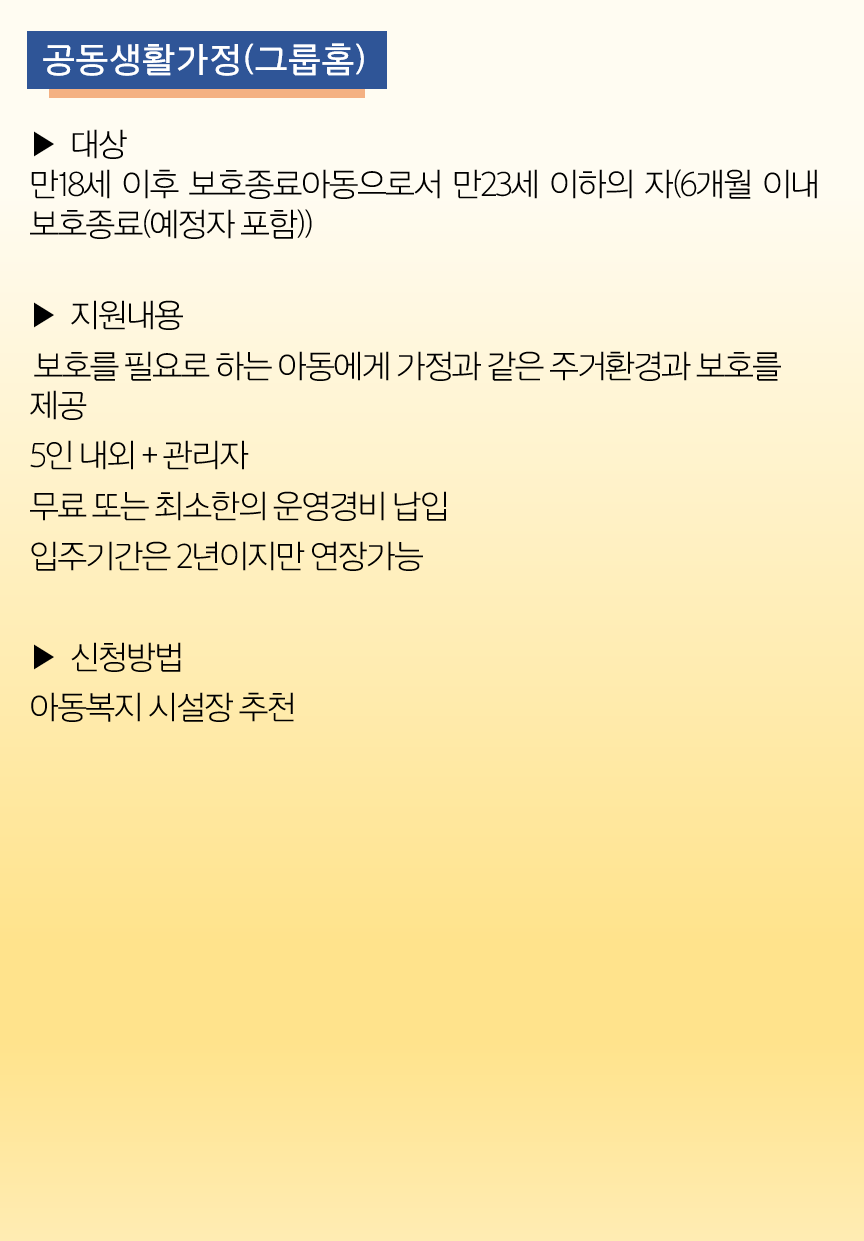 공동생활가정(그룹홈)
▶ 대상
만18세 이후 보호종료아동으로서 만23세 이하의 자(6개월 이내
보호종료(예정자 포함))
▶ 지원내용
보호를 필요로 하는 아동에게 가정과 같은 주거환경과 보호를
제공
5인 내외 + 관리자
무료 또는 최소한의 운영경비 납입
입주기간은 2년이지만 연장가능
▶ 신청방법
아동복지 시설장 추천